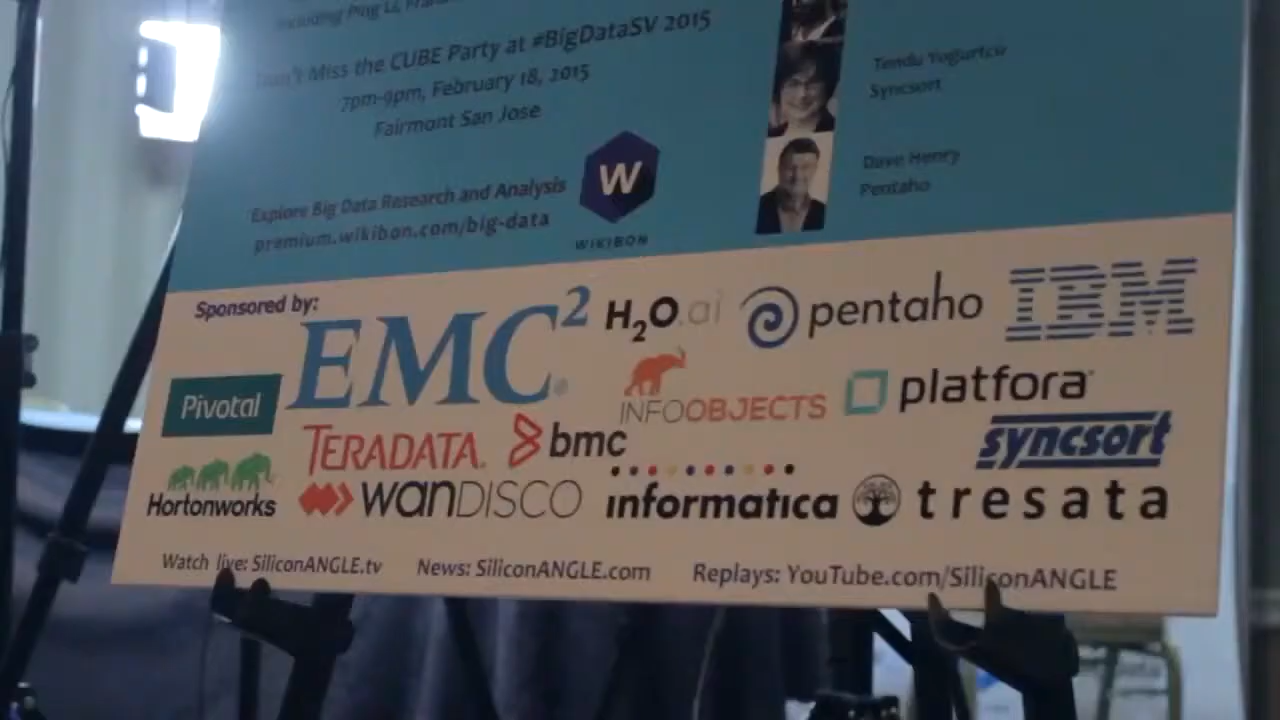 including Ping Li,
Don't Miss the CUBE Party at #BigDataSV 2015
7pm-9pm, February 18, 2015
Fairmont San Jose
Explore Big Data Research and Analysis
premium.wikibon.com/big-data
W
WIKIBON
Tendu Yogurtcu
Syncsort
Dave Henry
Pentaho
Sponsored by:
EMC²
H2O.ai
pentaho
IBM
Pivotal
INFOOBJECTS
platfora
TERADATA
bmc
syncsort
Hortonworks
WANDISCO
informatica
tresata
Watch live: SiliconANGLE.tv News: SiliconANGLE.com Replays: YouTube.com/SiliconANGLE